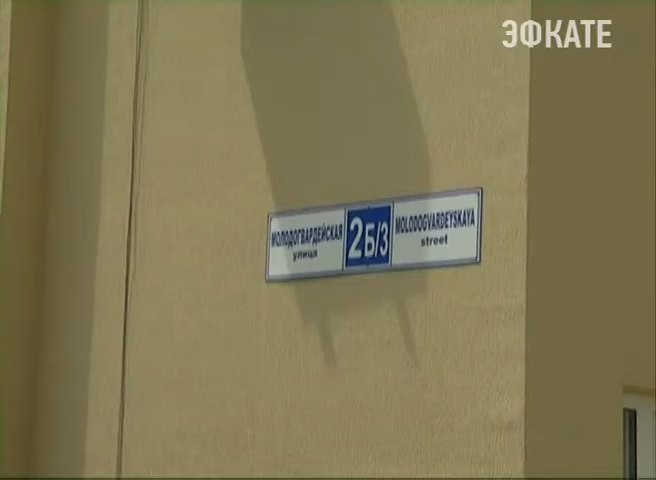 ЭФКАТЕ
МОЛОДОГВАРДЕЙСКАЯ
улица
2Б/3
MOLODOGVARDEYSKAYA
street